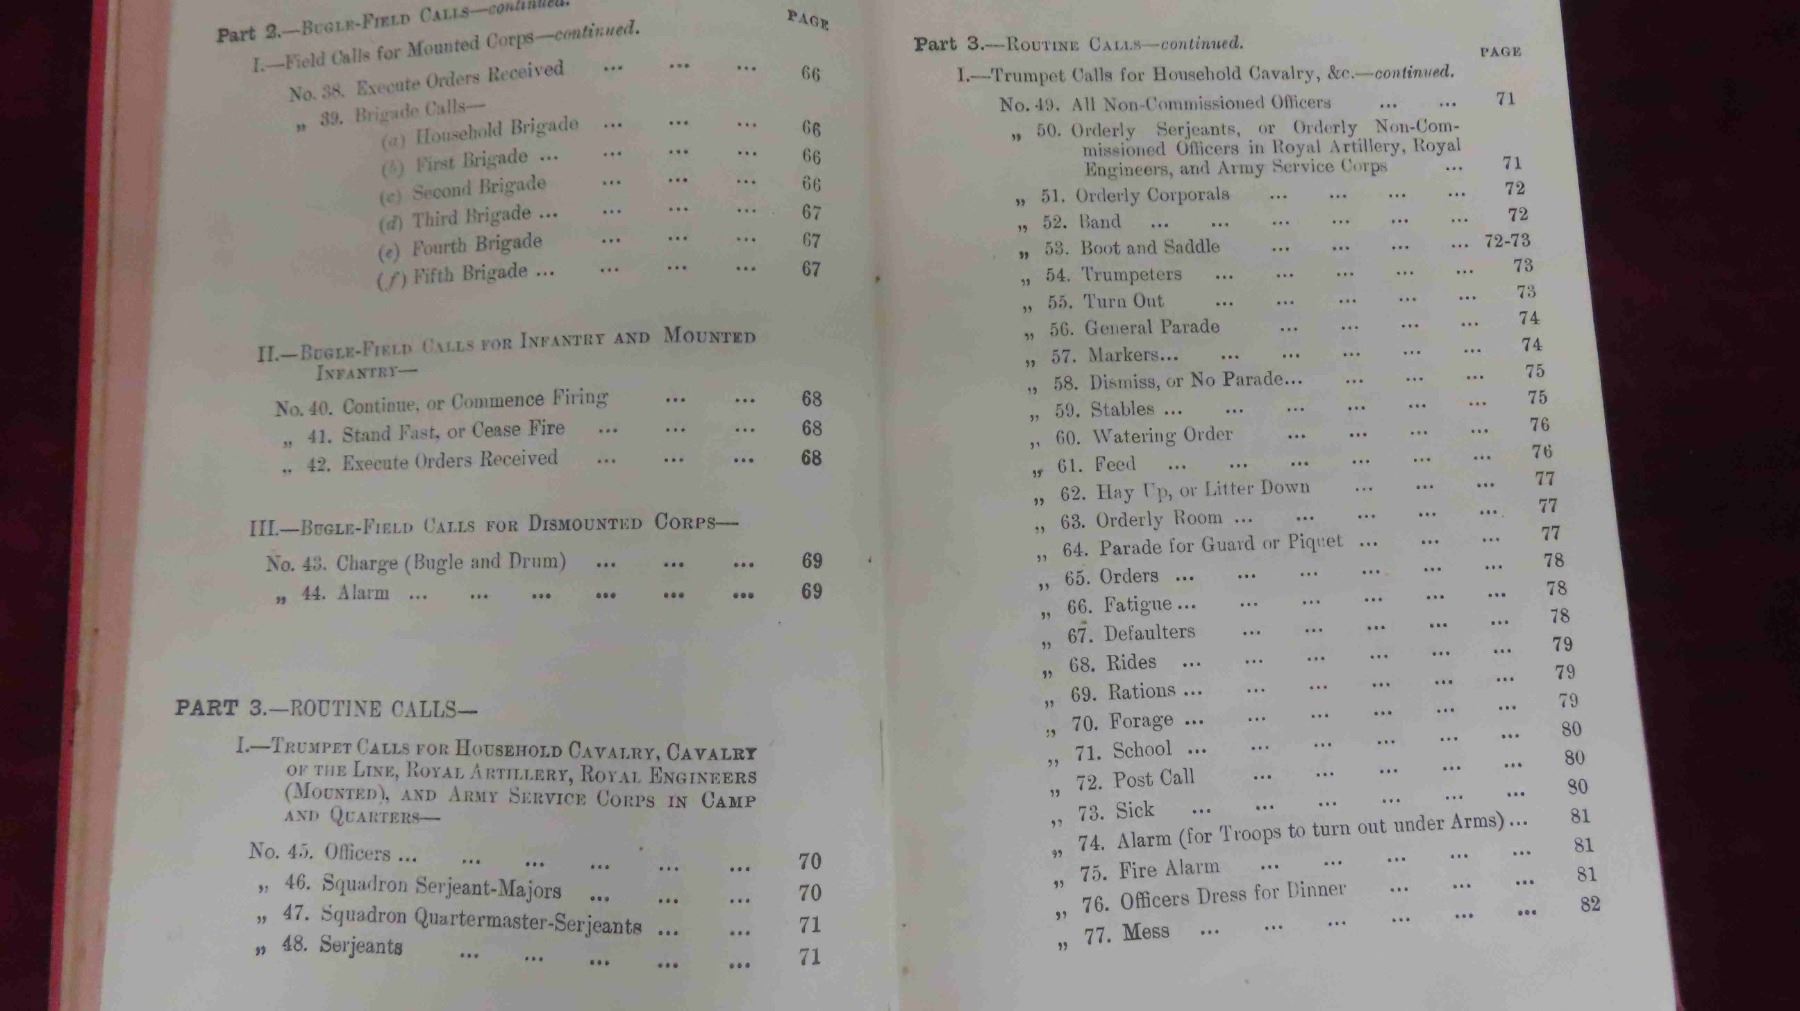 Part 2.—BUGLE-FIELD CALLS—continued.
PAGE
I.—Field Calls for Mounted Corps—continued.
No. 38. Execute Orders Received ... ... ... 66
„ 39. Brigade Calls—
(a) Household Brigade ... ... ... 66
(b) First Brigade ... ... ... ... 66
(c) Second Brigade ... ... ... 66
(d) Third Brigade ... ... ... ... 67
(e) Fourth Brigade ... ... ... 67
(f) Fifth Brigade ... ... ... ... 67
II.—BUGLE-FIELD CALLS FOR INFANTRY AND MOUNTED
INFANTRY—
No. 40. Continue, or Commence Firing ... ... 68
„ 41. Stand Fast, or Cease Fire ... ... ... 68
„ 42. Execute Orders Received ... ... ... 68
III.—BUGLE-FIELD CALLS FOR DISMOUNTED CORPS—
No. 43. Charge (Bugle and Drum) ... ... ... 69
„ 44. Alarm ... ... ... ... ... ... 69
PART 3.—ROUTINE CALLS—
I.—TRUMPET CALLS FOR HOUSEHOLD CAVALRY, CAVALRY
OF THE LINE, ROYAL ARTILLERY, ROYAL ENGINEERS
(MOUNTED), AND ARMY SERVICE CORPS IN CAMP
AND QUARTERS—
No. 45. Officers ... ... ... ... ... ... 70
„ 46. Squadron Serjeant-Majors ... ... ... 70
„ 47. Squadron Quartermaster-Serjeants ... ... 71
„ 48. Serjeants ... ... ... ... ... 71
Part 3.—ROUTINE CALLS—continued.
PAGE
I.—Trumpet Calls for Household Cavalry, &c.—continued.
No. 49. All Non-Commissioned Officers ... ... 71
„ 50. Orderly Serjeants, or Orderly Non-Com-
missioned Officers in Royal Artillery, Royal
Engineers, and Army Service Corps ... 71
„ 51. Orderly Corporals ... ... ... ... 72
„ 52. Band ... ... ... ... ... ... 72
„ 53. Boot and Saddle ... ... ... ... 72-73
„ 54. Trumpeters ... ... ... ... ... 73
„ 55. Turn Out ... ... ... ... ... 73
„ 56. General Parade ... ... ... ... 74
„ 57. Markers... ... ... ... ... ... 74
„ 58. Dismiss, or No Parade... ... ... ... 75
„ 59. Stables ... ... ... ... ... ... 75
„ 60. Watering Order ... ... ... ... 76
„ 61. Feed ... ... ... ... ... ... 76
„ 62. Hay Up, or Litter Down ... ... ... 77
„ 63. Orderly Room ... ... ... ... ... 77
„ 64. Parade for Guard or Piquet ... ... ... 77
„ 65. Orders ... ... ... ... ... ... 78
„ 66. Fatigue ... ... ... ... ... ... 78
„ 67. Defaulters ... ... ... ... ... 78
„ 68. Rides ... ... ... ... ... ... 79
„ 69. Rations ... ... ... ... ... ... 79
„ 70. Forage ... ... ... ... ... ... 79
„ 71. School ... ... ... ... ... ... 80
„ 72. Post Call ... ... ... ... ... 80
„ 73. Sick ... ... ... ... ... ... 80
„ 74. Alarm (for Troops to turn out under Arms) ... 81
„ 75. Fire Alarm ... ... ... ... ... 81
„ 76. Officers Dress for Dinner ... ... ... 81
„ 77. Mess ... ... ... ... ... ... 82